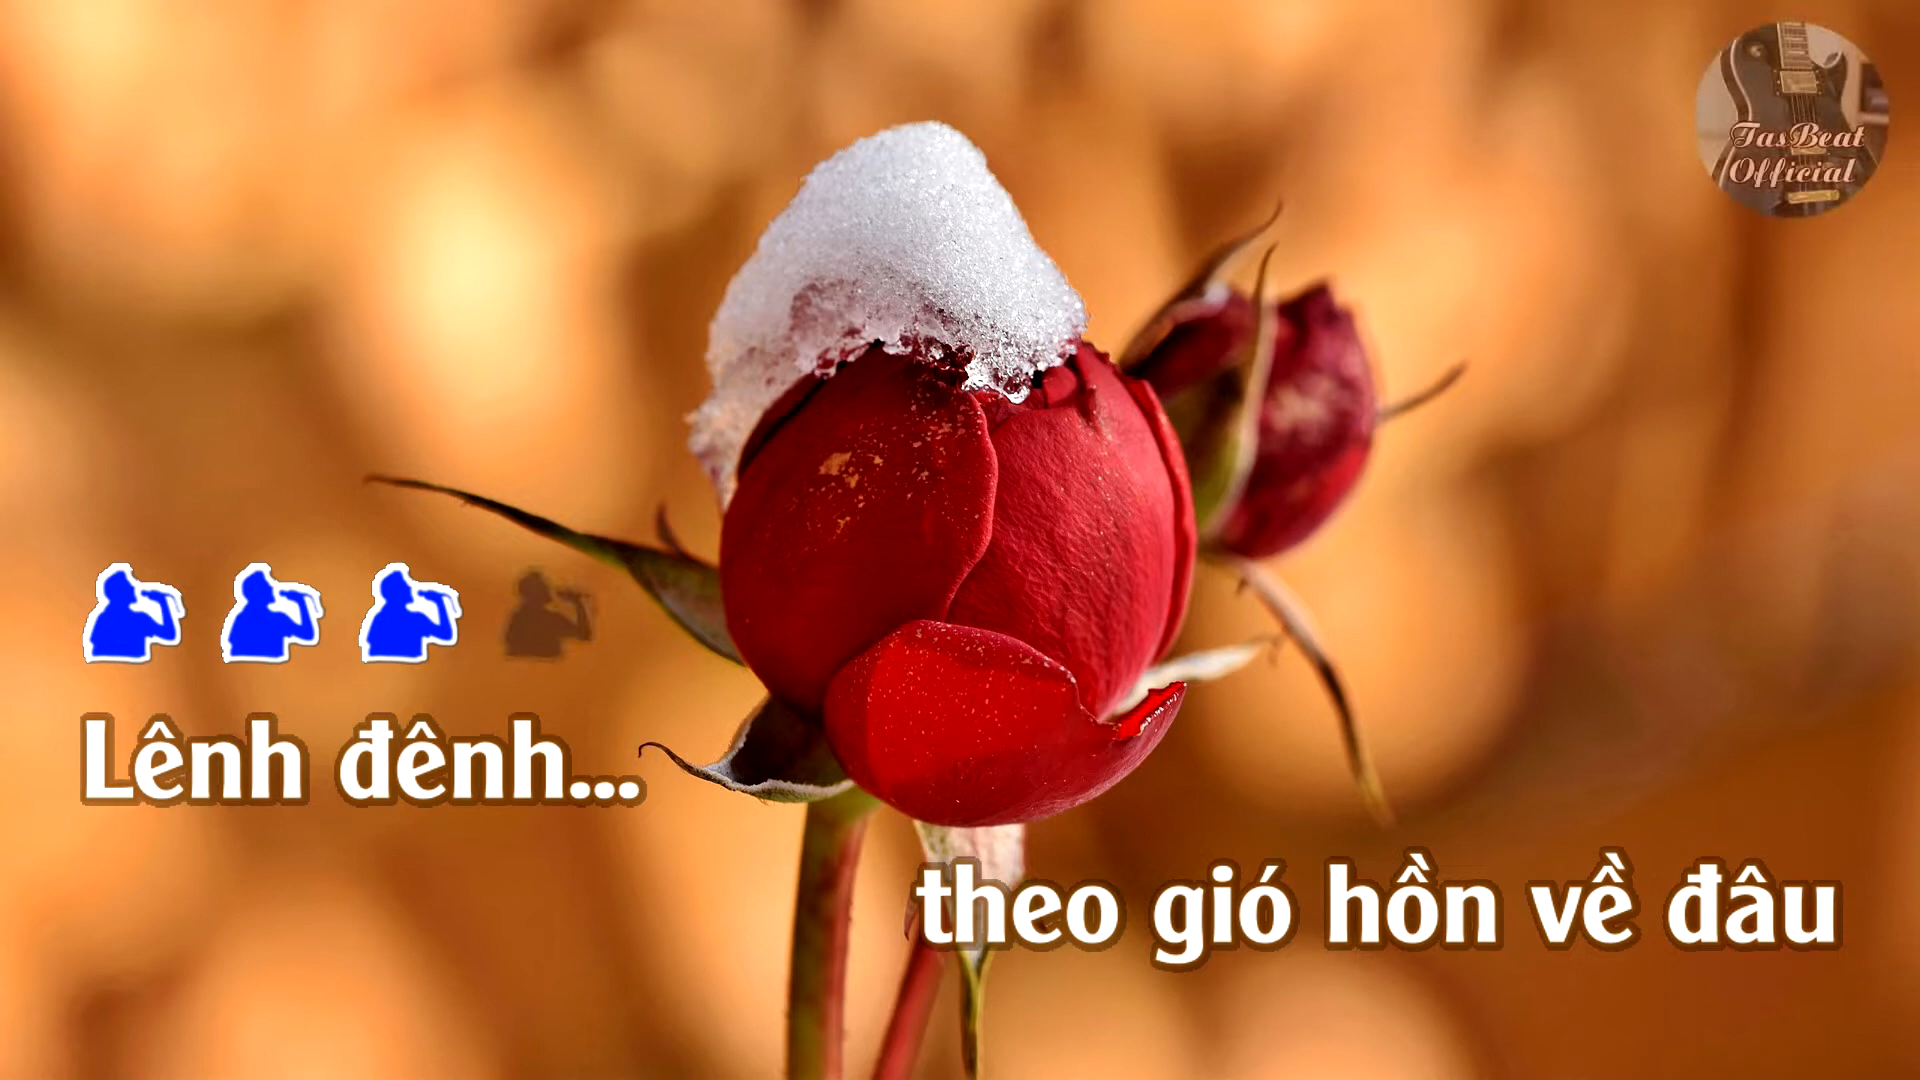 TasBeat
Official
Lênh đênh...
theo gió hồn về đâu